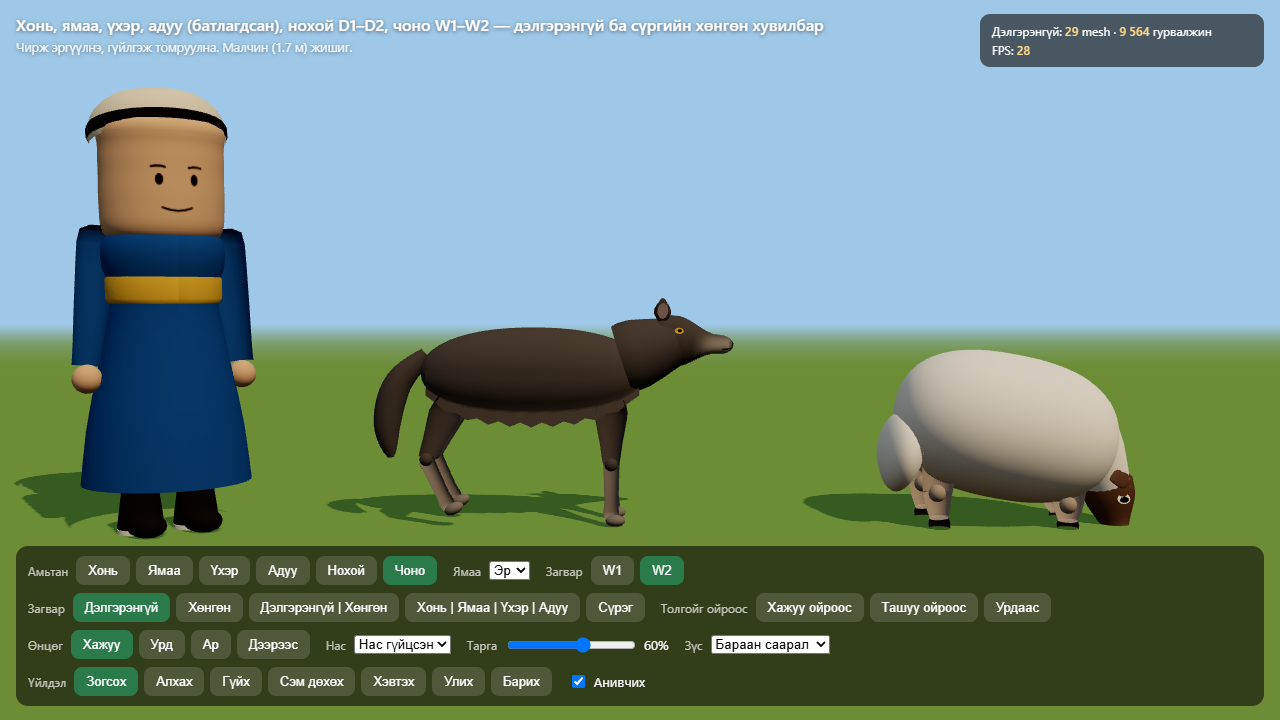 Хонь, ямаа, үхэр, адуу (батлагдсан), нохой D1–D2, чоно W1–W2 — дэлгэрэнгүй ба сүргийн хөнгөн хувилбар
Чирж эргүүлнэ, гүйлгэж томруулна. Малчин (1.7 м) жишиг.
Дэлгэрэнгүй: 29 mesh · 9 564 гурвалжин
FPS: 28
Амьтан Хонь Ямаа Үхэр Адуу Нохой Чоно Ямаа Эр Загвар W1 W2
Загвар Дэлгэрэнгүй Хөнгөн Дэлгэрэнгүй | Хөнгөн Хонь | Ямаа | Үхэр | Адуу Сүрэг Толгойг ойроос Хажуу ойроос Ташуу ойроос Урдаас
Өнцөг Хажуу Урд Ар Дээрээс Нас Нас гүйцсэн Тарга 60% Зүс Бараан саарал
Үйлдэл Зогсох Алхах Гүйх Сэм дөхөх Хэвтэх Улих Барих Анивчих